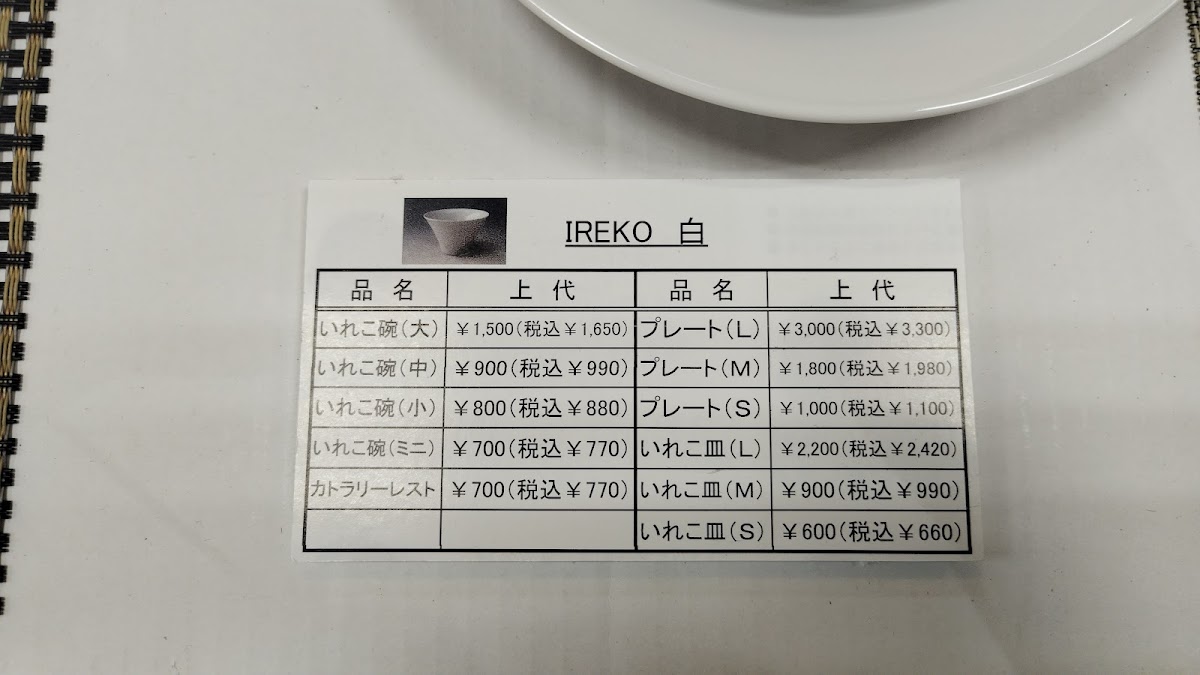 IREKO 白
品 名 上 代 品 名 上 代
いれこ碗(大) ¥1,500(税込¥1,650) プレート(L) ¥3,000(税込¥3,300)
いれこ碗(中) ¥900(税込¥990) プレート(M) ¥1,800(税込¥1,980)
いれこ碗(小) ¥800(税込¥880) プレート(S) ¥1,000(税込¥1,100)
いれこ碗(ミニ) ¥700(税込¥770) いれこ皿(L) ¥2,200(税込¥2,420)
カトラリーレスト ¥700(税込¥770) いれこ皿(M) ¥900(税込¥990)
いれこ皿(S) ¥600(税込¥660)